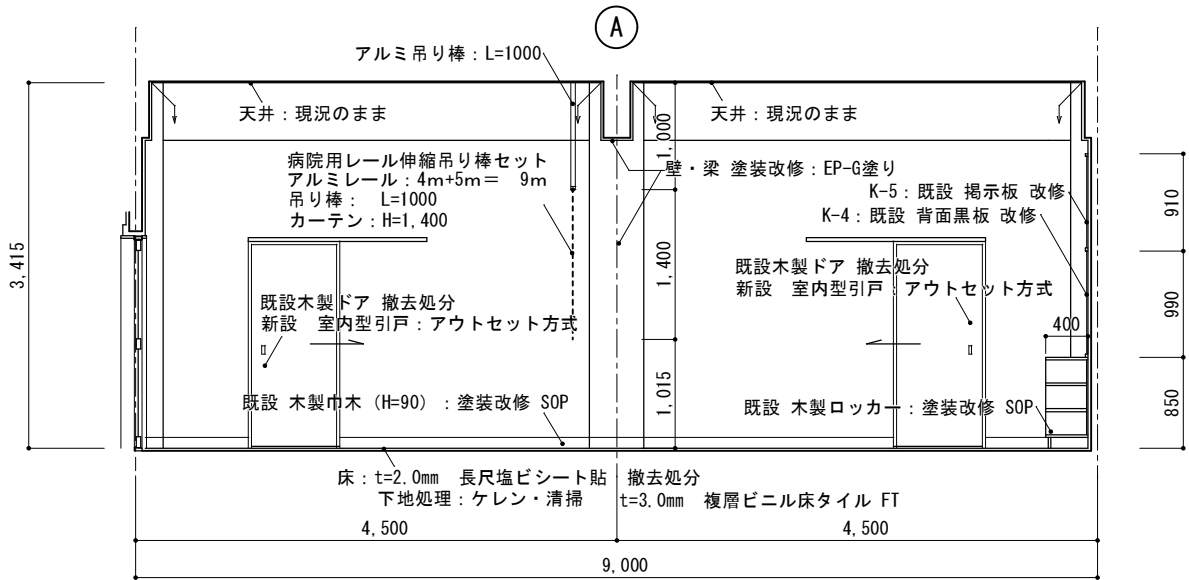 A
アルミ吊り棒：L=1000
天井：現況のまま
天井：現況のまま
1,000
病院用レール伸縮吊り棒セット
アルミレール：4m+5m＝　9m
吊り棒：　L=1000
カーテン：H=1,400
壁・梁 塗装改修：EP-G塗り
K-5：既設 掲示板 改修
K-4：既設 背面黒板 改修
910
3,415
1,400
既設木製ドア 撤去処分
新設　室内型引戸：アウトセット方式
既設木製ドア 撤去処分
新設　室内型引戸：アウトセット方式
990
400
1,015
既設 木製巾木（H=90）：塗装改修 SOP
既設 木製ロッカー：塗装改修 SOP
850
床：t=2.0mm　長尺塩ビシート貼　撤去処分
下地処理：ケレン・清掃　t=3.0mm　複層ビニル床タイル FT
4,500
4,500
9,000